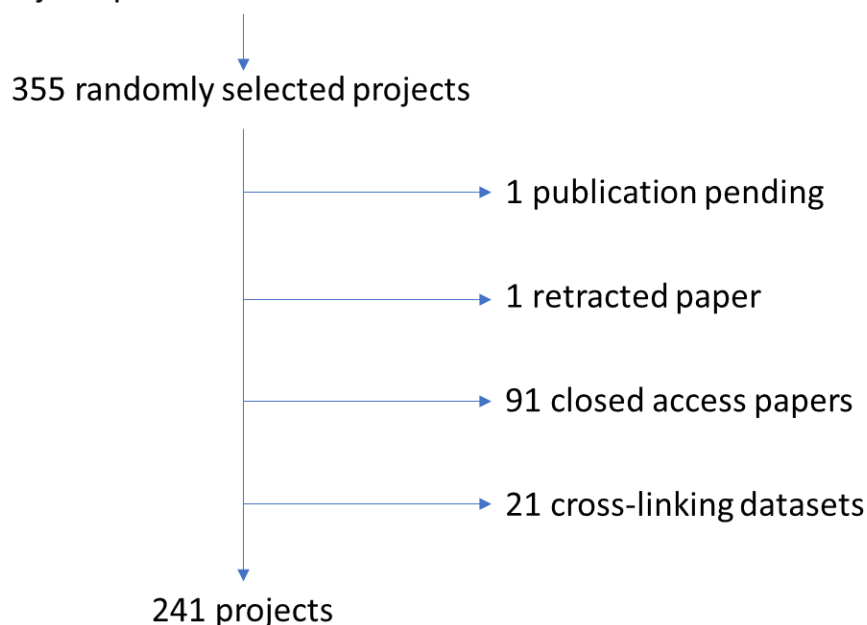 355 randomly selected projects
1 publication pending
1 retracted paper
91 closed access papers
21 cross-linking datasets
241 projects